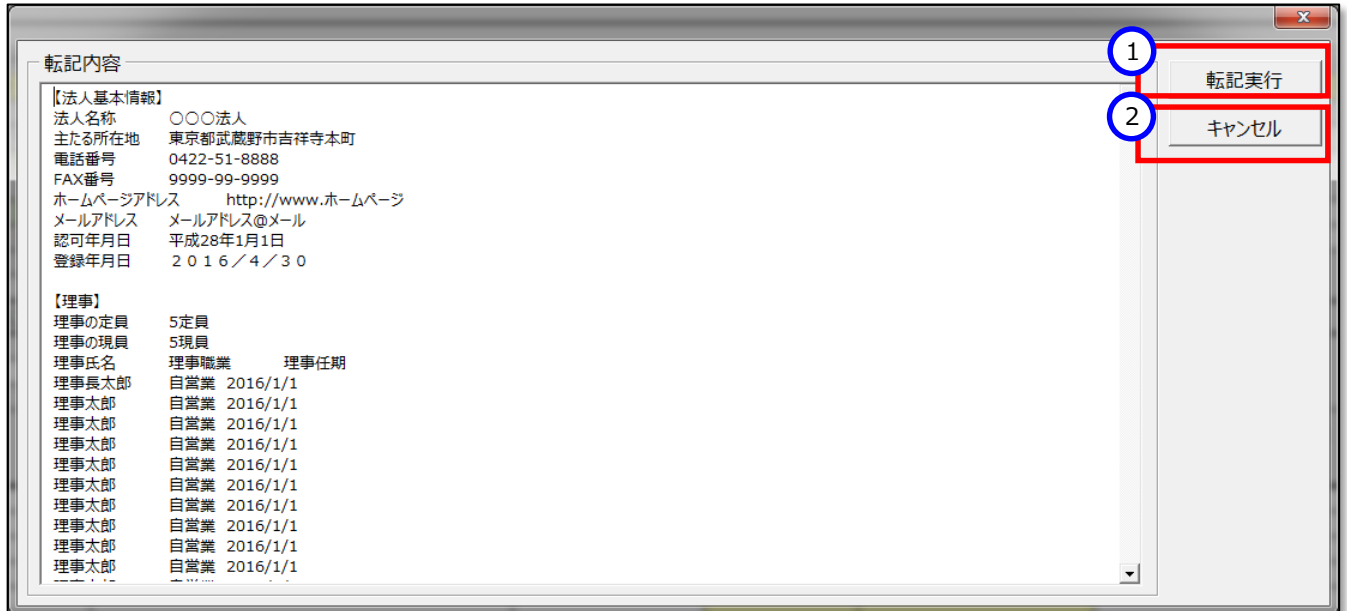 転記内容
1
転記実行
2
キャンセル
【法人基本情報】
法人名称 ○○○法人
主たる所在地 東京都武蔵野市吉祥寺本町
電話番号 0422-51-8888
FAX番号 9999-99-9999
ホームページアドレス http://www.ホームページ
メールアドレス メールアドレス@メール
認可年月日 平成28年1月1日
登録年月日 2016/4/30
【理事】
理事の定員 5定員
理事の現員 5現員
理事氏名 理事職業 理事任期
理事長太郎 自営業 2016/1/1
理事太郎 自営業 2016/1/1
理事太郎 自営業 2016/1/1
理事太郎 自営業 2016/1/1
理事太郎 自営業 2016/1/1
理事太郎 自営業 2016/1/1
理事太郎 自営業 2016/1/1
理事太郎 自営業 2016/1/1
理事太郎 自営業 2016/1/1
理事太郎 自営業 2016/1/1